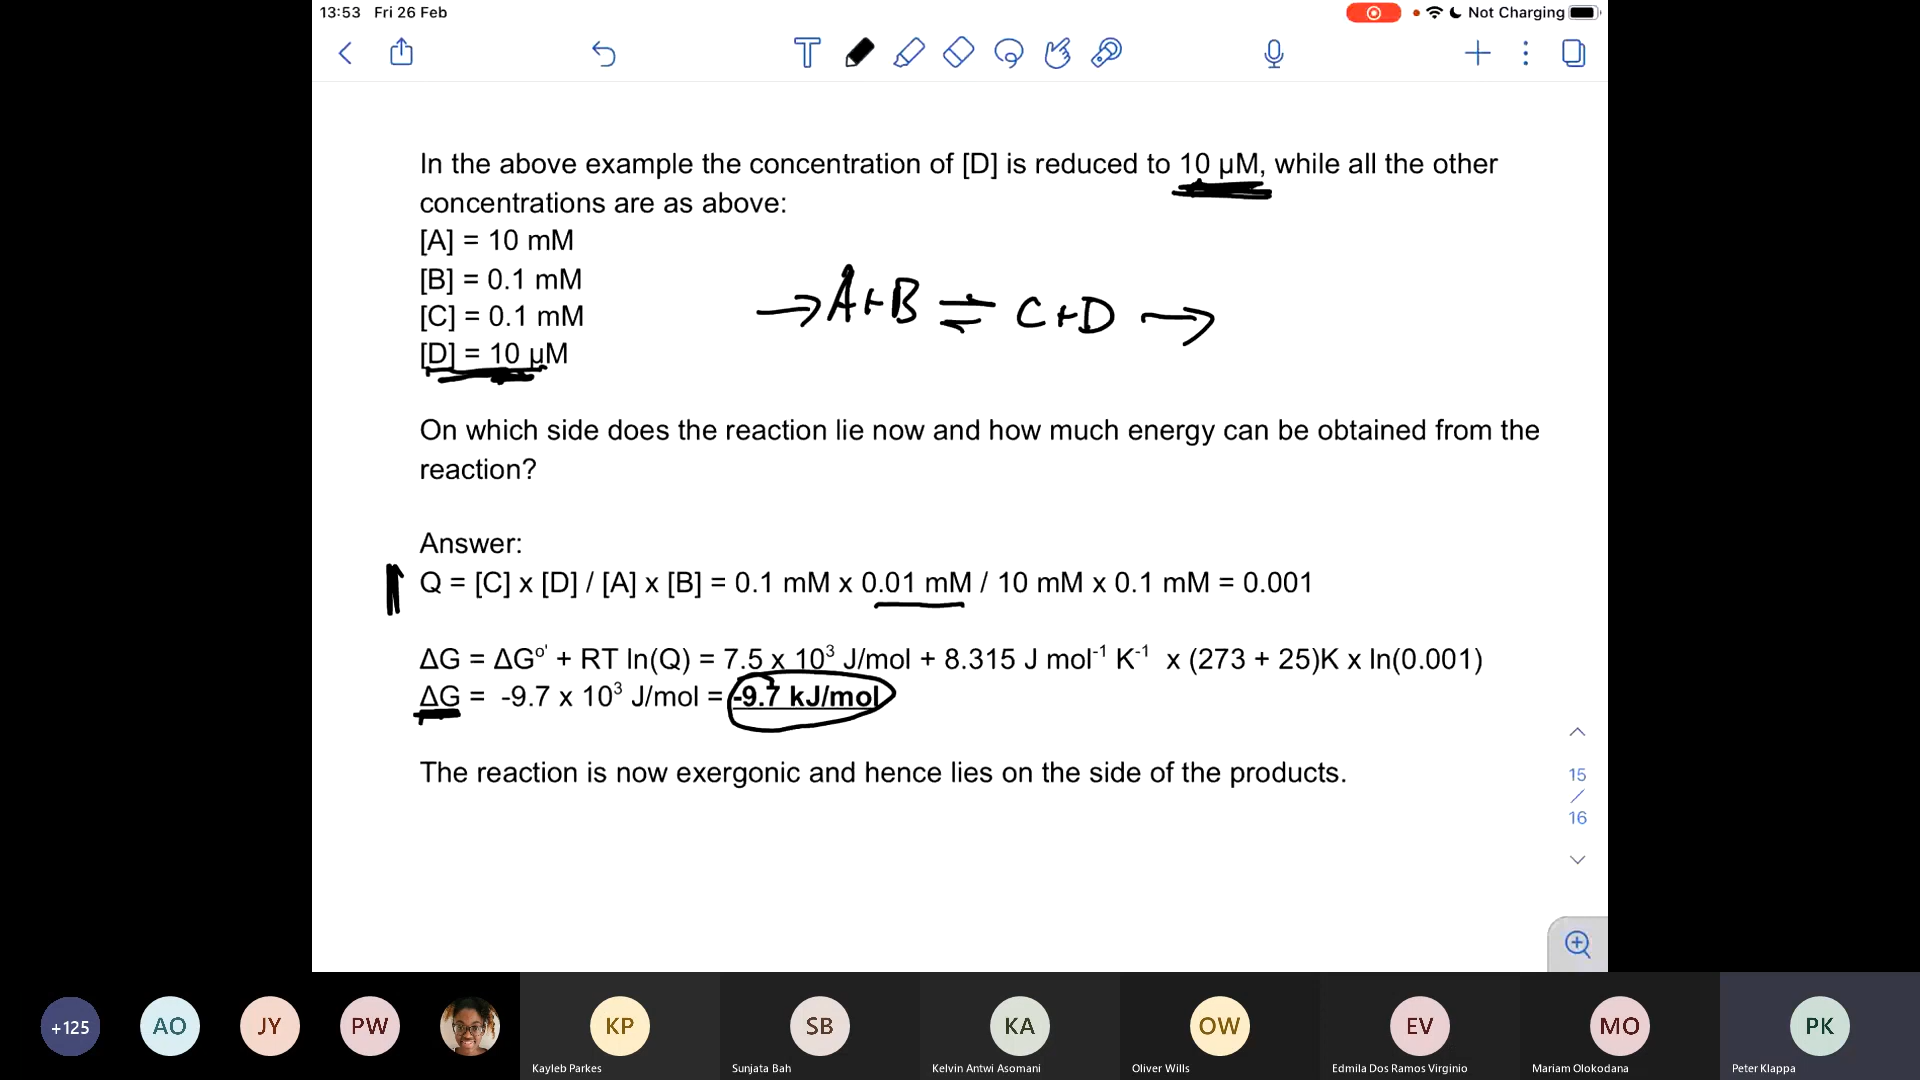 13:53 Fri 26 Feb
Not Charging
In the above example the concentration of [D] is reduced to 10 µM, while all the other
concentrations are as above:
[A] = 10 mM
[B] = 0.1 mM
[C] = 0.1 mM
[D] = 10 µM
→ A+B ⇌ C+D →
On which side does the reaction lie now and how much energy can be obtained from the
reaction?
Answer:
Q = [C] x [D] / [A] x [B] = 0.1 mM x 0.01 mM / 10 mM x 0.1 mM = 0.001
ΔG = ΔGᵒ' + RT ln(Q) = 7.5 x 10³ J/mol + 8.315 J mol⁻¹ K⁻¹ x (273 + 25)K x ln(0.001)
ΔG = -9.7 x 10³ J/mol = -9.7 kJ/mol
The reaction is now exergonic and hence lies on the side of the products.
15
/
16
+125 AO JY PW KP SB KA OW EV MO PK
Kayleb Parkes Sunjata Bah Kelvin Antwi Asomani Oliver Wills Edmila Dos Ramos Virginio Mariam Olokodana Peter Klappa